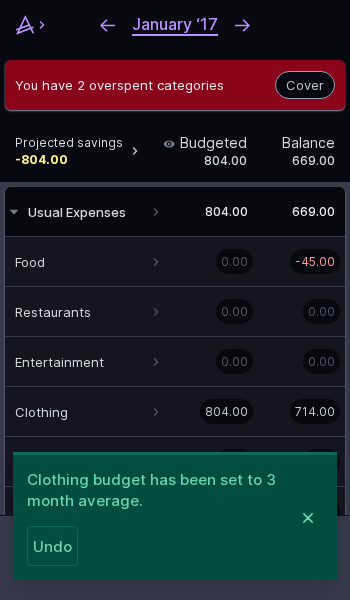 January ‘17
You have 2 overspent categories
Cover
Projected savings
-804.00
Budgeted
804.00
Balance
669.00
Usual Expenses 804.00 669.00
Food 0.00 -45.00
Restaurants 0.00 0.00
Entertainment 0.00 0.00
Clothing 804.00 714.00
Clothing budget has been set to 3
month average.
Undo